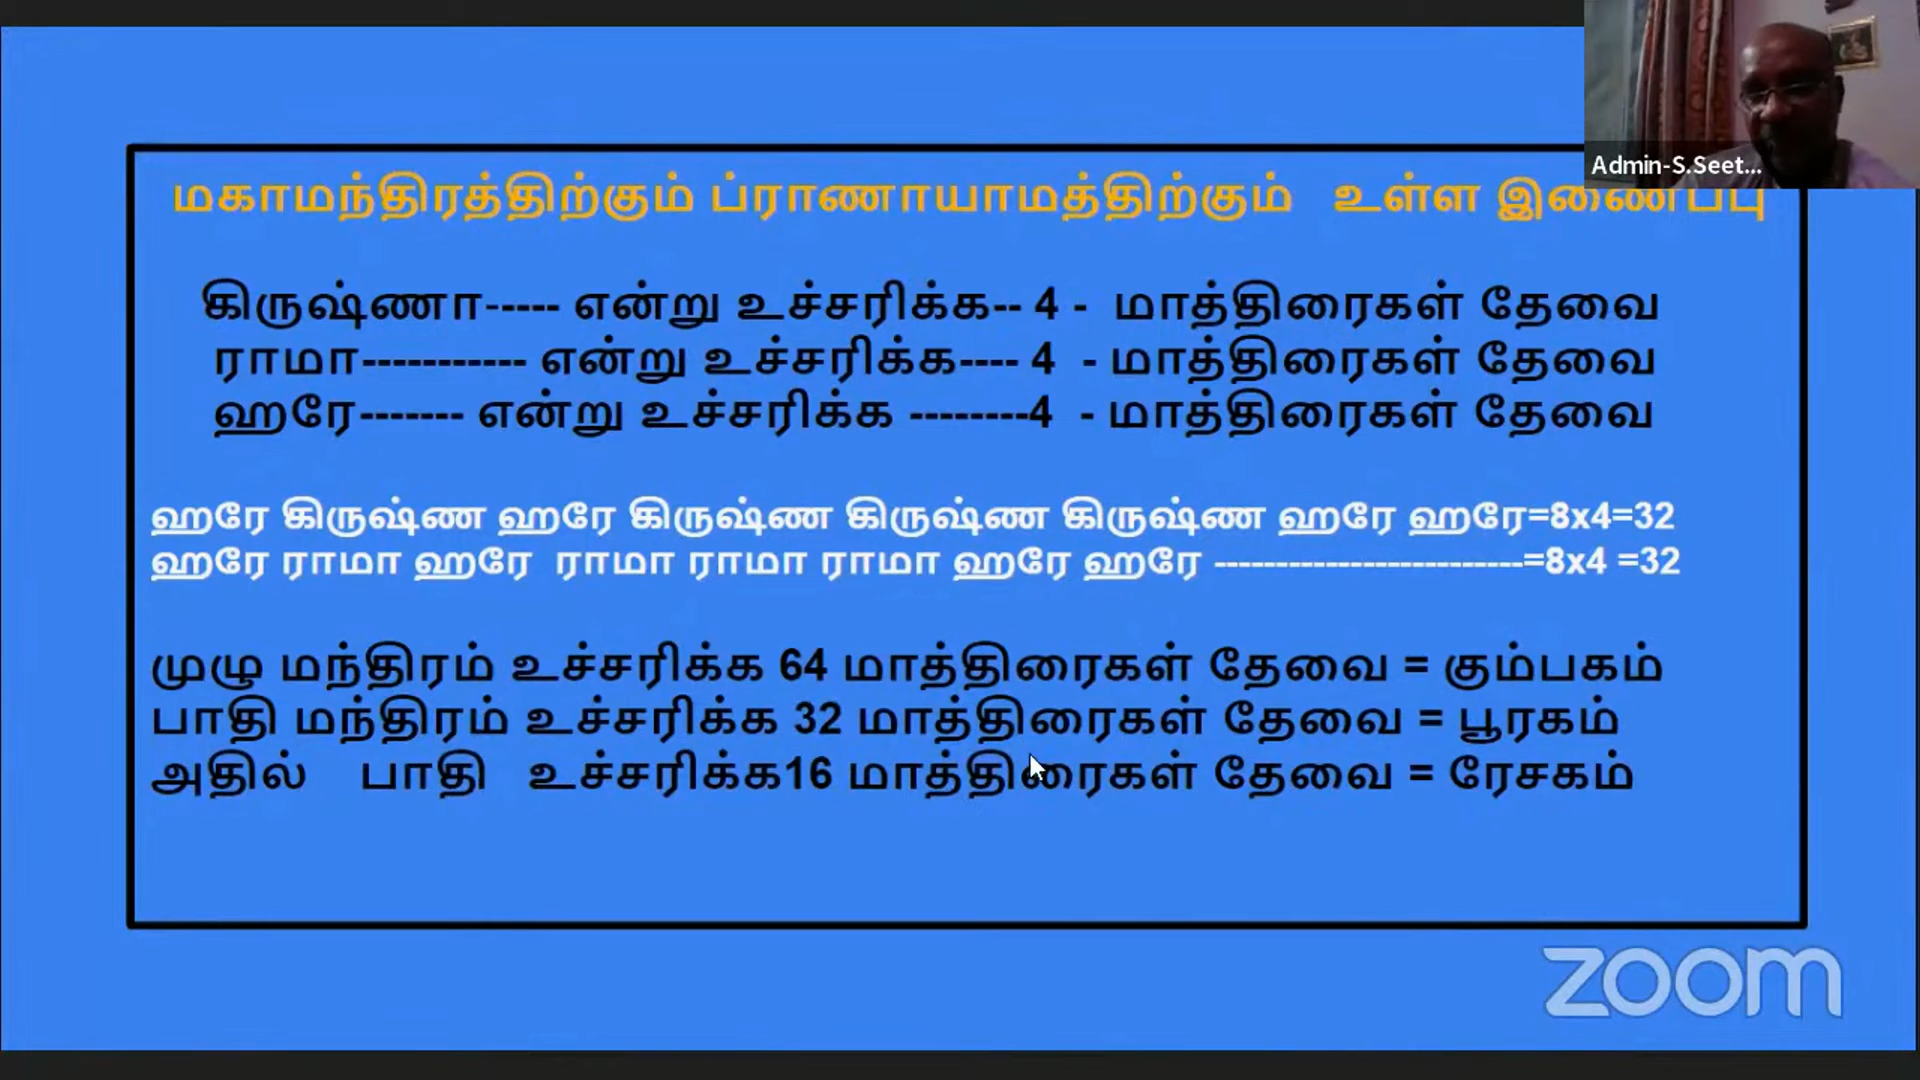 Admin-S.Seet...
மகாமந்திரத்திற்கும் ப்ராணாயாமத்திற்கும் உள்ள இணைப்பு
கிருஷ்ணா----- என்று உச்சரிக்க-- 4 - மாத்திரைகள் தேவை
ராமா----------- என்று உச்சரிக்க---- 4 - மாத்திரைகள் தேவை
ஹரே------- என்று உச்சரிக்க --------4 - மாத்திரைகள் தேவை
ஹரே கிருஷ்ண ஹரே கிருஷ்ண கிருஷ்ண கிருஷ்ண ஹரே ஹரே=8x4=32
ஹரே ராமா ஹரே ராமா ராமா ராமா ஹரே ஹரே --------------------------=8x4 =32
முழு மந்திரம் உச்சரிக்க 64 மாத்திரைகள் தேவை = கும்பகம்
பாதி மந்திரம் உச்சரிக்க 32 மாத்திரைகள் தேவை = பூரகம்
அதில் பாதி உச்சரிக்க16 மாத்திரைகள் தேவை = ரேசகம்
zoom